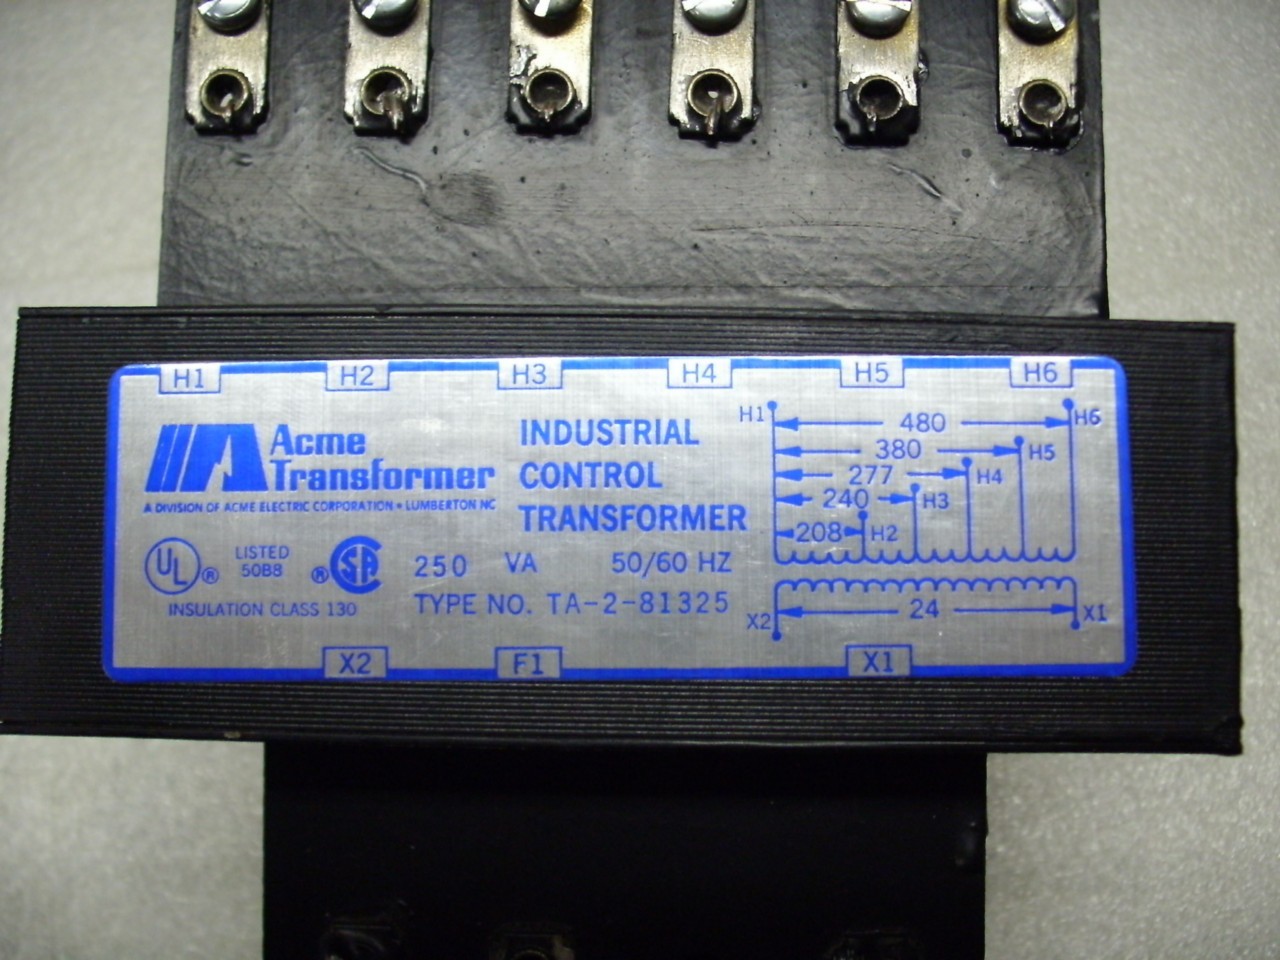 H1 H2 H3 H4 H5 H6
Acme
Transformer
A DIVISION OF ACME ELECTRIC CORPORATION • LUMBERTON NC
INDUSTRIAL
CONTROL
TRANSFORMER
UL ® LISTED
50B8
® SA
INSULATION CLASS 130
250 VA 50/60 HZ
TYPE NO. TA-2-81325
H1 480 H6
380 H5
277 H4
240 H3
208 H2
X2 24 X1
X2 F1 X1